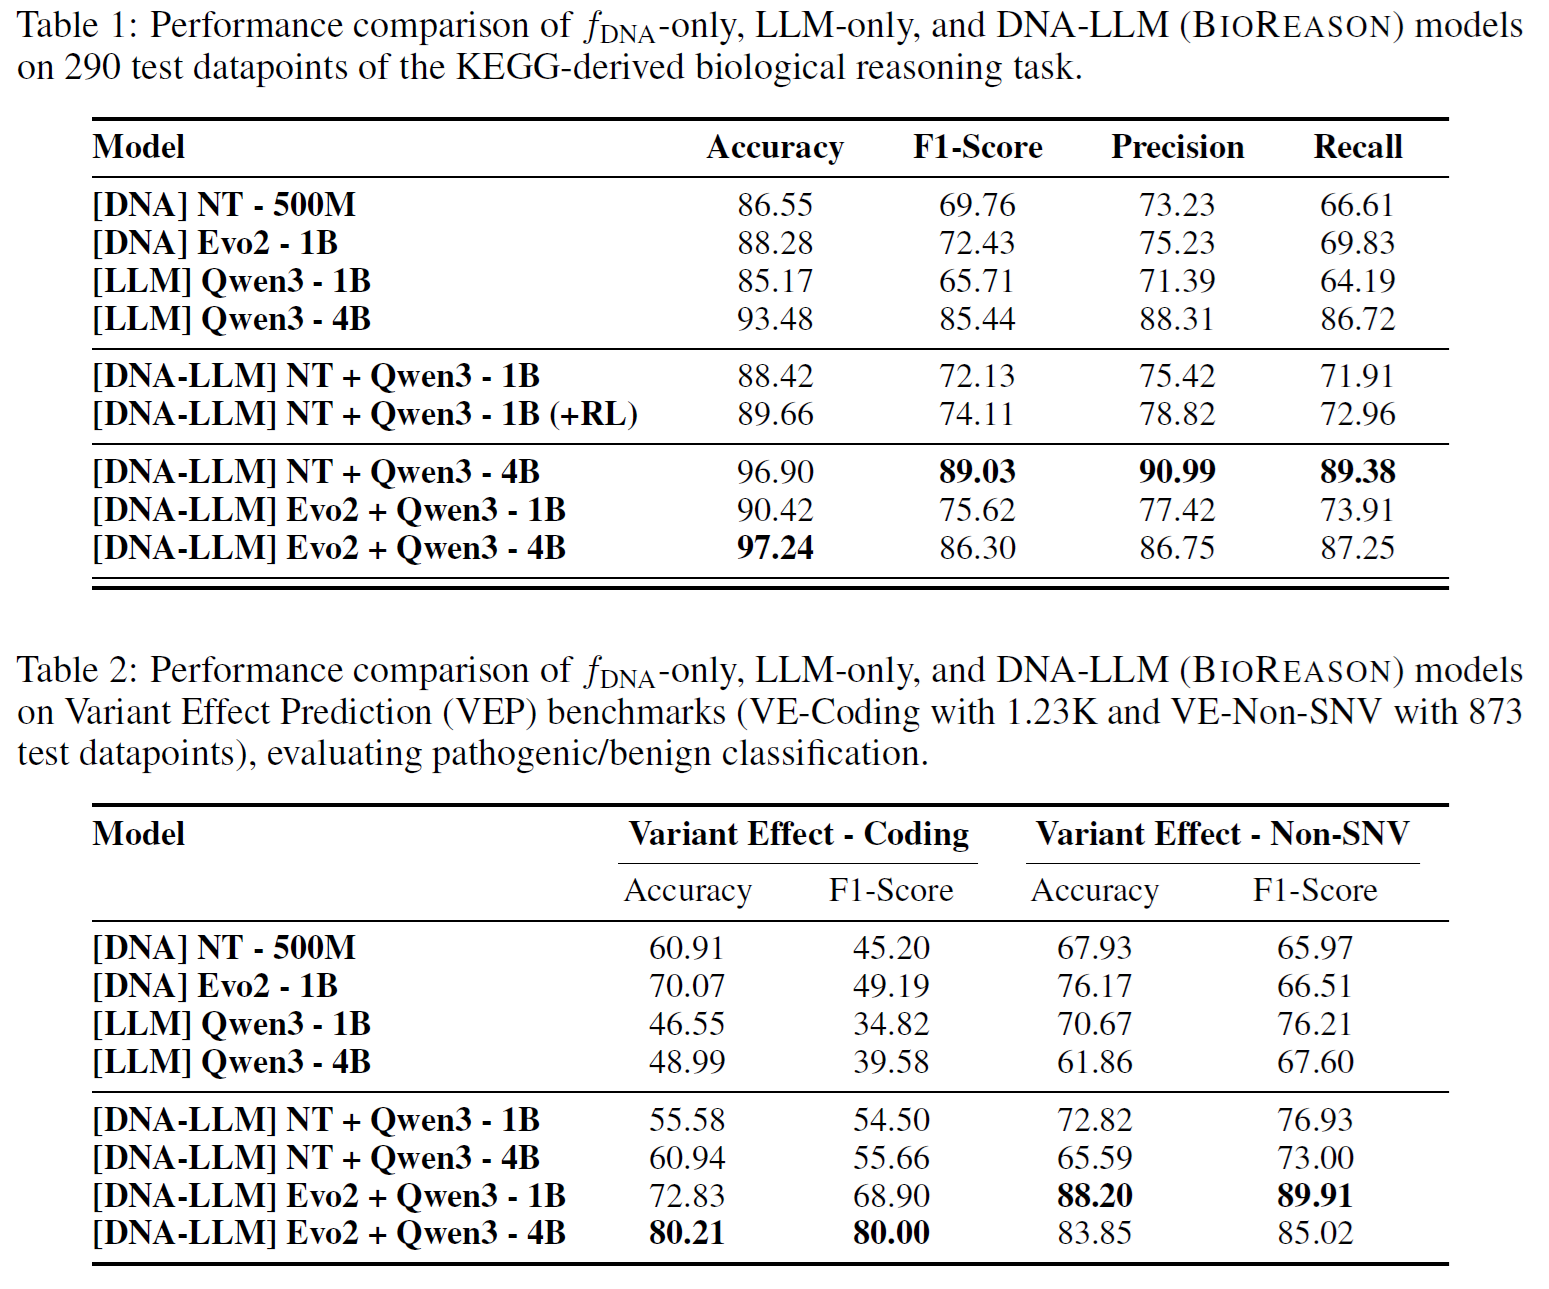 Table 1: Performance comparison of fDNA-only, LLM-only, and DNA-LLM (BIOREASON) models
on 290 test datapoints of the KEGG-derived biological reasoning task.
Model Accuracy F1-Score Precision Recall
[DNA] NT - 500M 86.55 69.76 73.23 66.61
[DNA] Evo2 - 1B 88.28 72.43 75.23 69.83
[LLM] Qwen3 - 1B 85.17 65.71 71.39 64.19
[LLM] Qwen3 - 4B 93.48 85.44 88.31 86.72
[DNA-LLM] NT + Qwen3 - 1B 88.42 72.13 75.42 71.91
[DNA-LLM] NT + Qwen3 - 1B (+RL) 89.66 74.11 78.82 72.96
[DNA-LLM] NT + Qwen3 - 4B 96.90 89.03 90.99 89.38
[DNA-LLM] Evo2 + Qwen3 - 1B 90.42 75.62 77.42 73.91
[DNA-LLM] Evo2 + Qwen3 - 4B 97.24 86.30 86.75 87.25
Table 2: Performance comparison of fDNA-only, LLM-only, and DNA-LLM (BIOREASON) models
on Variant Effect Prediction (VEP) benchmarks (VE-Coding with 1.23K and VE-Non-SNV with 873
test datapoints), evaluating pathogenic/benign classification.
Model Variant Effect - Coding Variant Effect - Non-SNV
Accuracy F1-Score Accuracy F1-Score
[DNA] NT - 500M 60.91 45.20 67.93 65.97
[DNA] Evo2 - 1B 70.07 49.19 76.17 66.51
[LLM] Qwen3 - 1B 46.55 34.82 70.67 76.21
[LLM] Qwen3 - 4B 48.99 39.58 61.86 67.60
[DNA-LLM] NT + Qwen3 - 1B 55.58 54.50 72.82 76.93
[DNA-LLM] NT + Qwen3 - 4B 60.94 55.66 65.59 73.00
[DNA-LLM] Evo2 + Qwen3 - 1B 72.83 68.90 88.20 89.91
[DNA-LLM] Evo2 + Qwen3 - 4B 80.21 80.00 83.85 85.02